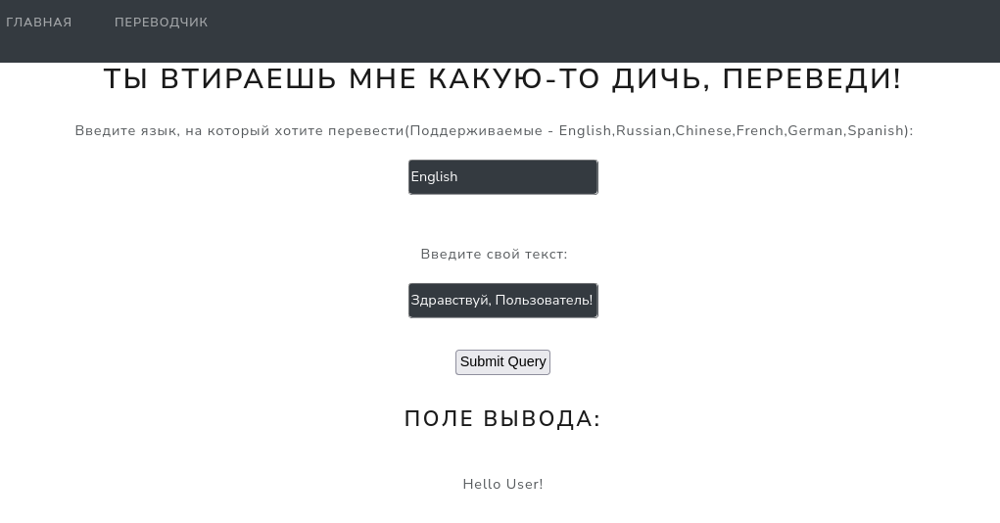 ГЛАВНАЯ ПЕРЕВОДЧИК
ТЫ ВТИРАЕШЬ МНЕ КАКУЮ-ТО ДИЧЬ, ПЕРЕВЕДИ!
Введите язык, на который хотите перевести(Поддерживаемые - English,Russian,Chinese,French,German,Spanish):
English
Введите свой текст:
Здравствуй, Пользователь!
Submit Query
ПОЛЕ ВЫВОДА:
Hello User!